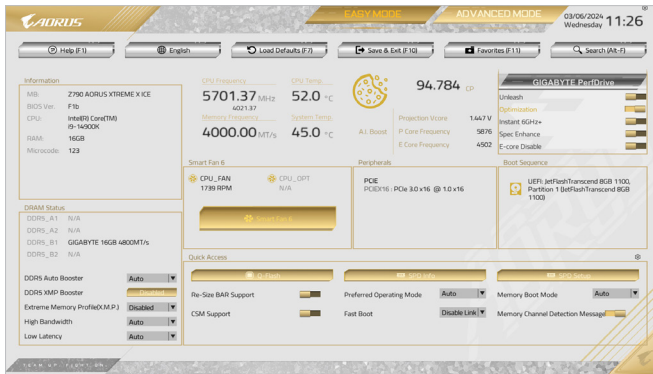 AORUS
EASY MODE
ADVANCED MODE
03/06/2024
Wednesday
11:26
Help (F1)
English
Load Defaults (F7)
Save & Exit (F10)
Favorites (F11)
Search (Alt-F)
Information
MB: Z790 AORUS XTREME X ICE
BIOS Ver. F1b
CPU: Intel(R) Core(TM)
i9-14900K
RAM: 16GB
Microcode: 123
CPU Frequency
5701.37 MHz
4021.37
CPU Temp.
52.0 °C
Memory Frequency
4000.00 MT/s
System Temp.
45.0 °C
A.I. Boost
94.784 CP
Projection Vcore 1.447 V
P Core Frequency 5876
E Core Frequency 4502
GIGABYTE PerfDrive
Unleash
Optimization
Instant 6GHz+
Spec Enhance
E-core Disable
Smart Fan 6
CPU_FAN
1739 RPM
CPU_OPT
N/A
Smart Fan 6
Peripherals
PCIE
PCIEX16 : PCIe 3.0 x16 @ 1.0 x16
Boot Sequence
UEFI: JetFlashTranscend 8GB 1100,
Partition 1 (JetFlashTranscend 8GB
1100)
DRAM Status
DDR5_A1 N/A
DDR5_A2 N/A
DDR5_B1 GIGABYTE 16GB 4800MT/s
DDR5_B2 N/A
DDR5 Auto Booster Auto
DDR5 XMP Booster Disabled
Extreme Memory Profile(X.M.P.) Disabled
High Bandwidth Auto
Low Latency Auto
Quick Access
Q-Flash
SPD Info
SPD Setup
Re-Size BAR Support
Preferred Operating Mode Auto
Memory Boot Mode Auto
CSM Support
Fast Boot Disable Link
Memory Channel Detection Message
TEAM UP. FIGHT ON.